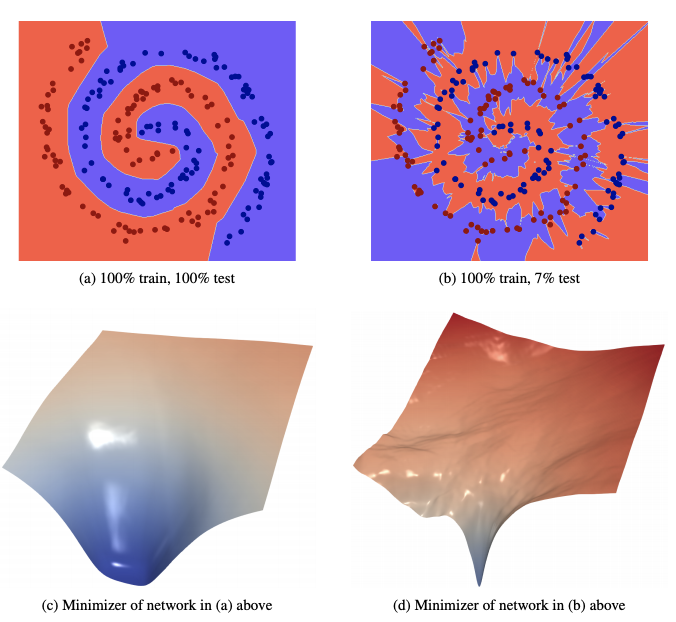 (a) 100% train, 100% test
(b) 100% train, 7% test
(c) Minimizer of network in (a) above
(d) Minimizer of network in (b) above